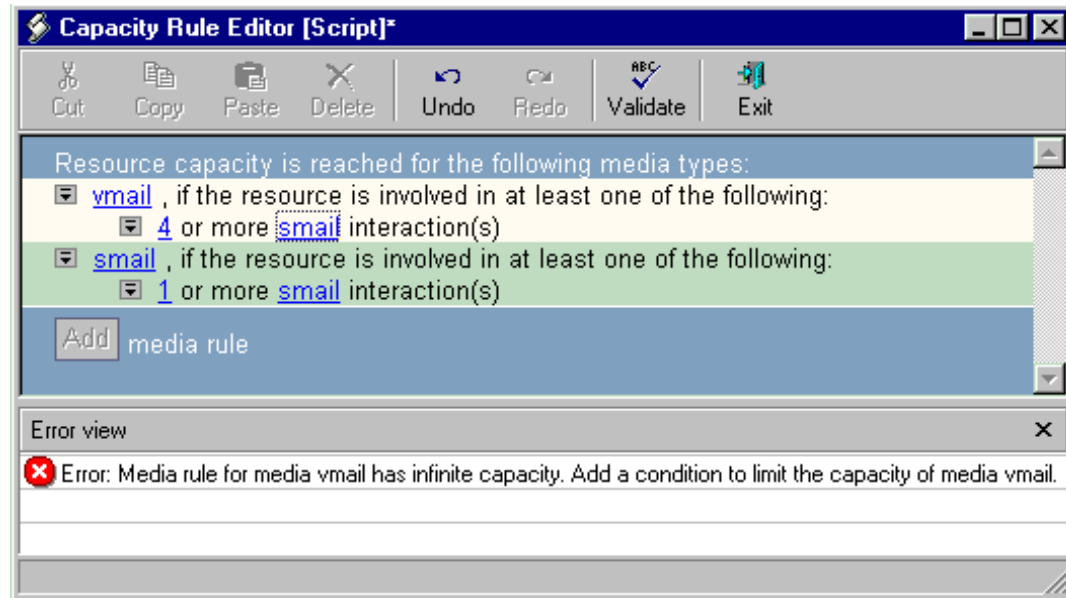 Capacity Rule Editor [Script]*
Cut Copy Paste Delete Undo Redo ABC Validate Exit
Resource capacity is reached for the following media types:
vmail , if the resource is involved in at least one of the following:
4 or more smail interaction(s)
smail , if the resource is involved in at least one of the following:
1 or more smail interaction(s)
Add media rule
Error view
Error: Media rule for media vmail has infinite capacity. Add a condition to limit the capacity of media vmail.